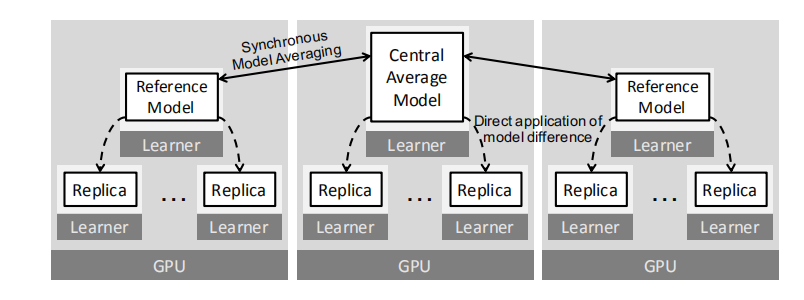 Synchronous
Model Averaging
Central
Average
Model
Reference
Model
Reference
Model
Direct application of
model difference
Learner
Learner
Learner
Replica
...
Replica
Replica
...
Replica
Replica
...
Replica
Learner
Learner
Learner
Learner
Learner
Learner
GPU
GPU
GPU